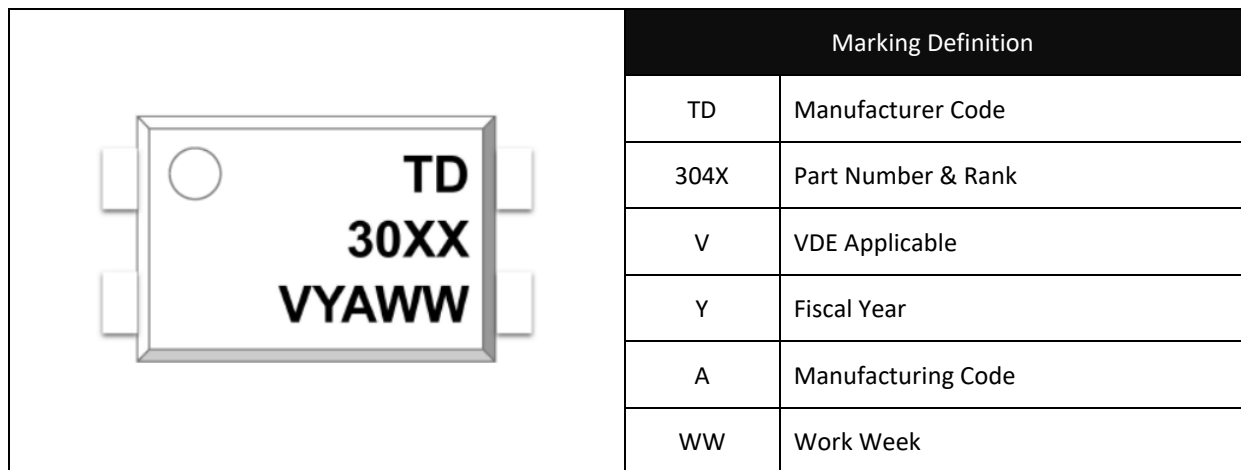 TD
30XX
VYAWW
Marking Definition
TD Manufacturer Code
304X Part Number & Rank
V VDE Applicable
Y Fiscal Year
A Manufacturing Code
WW Work Week